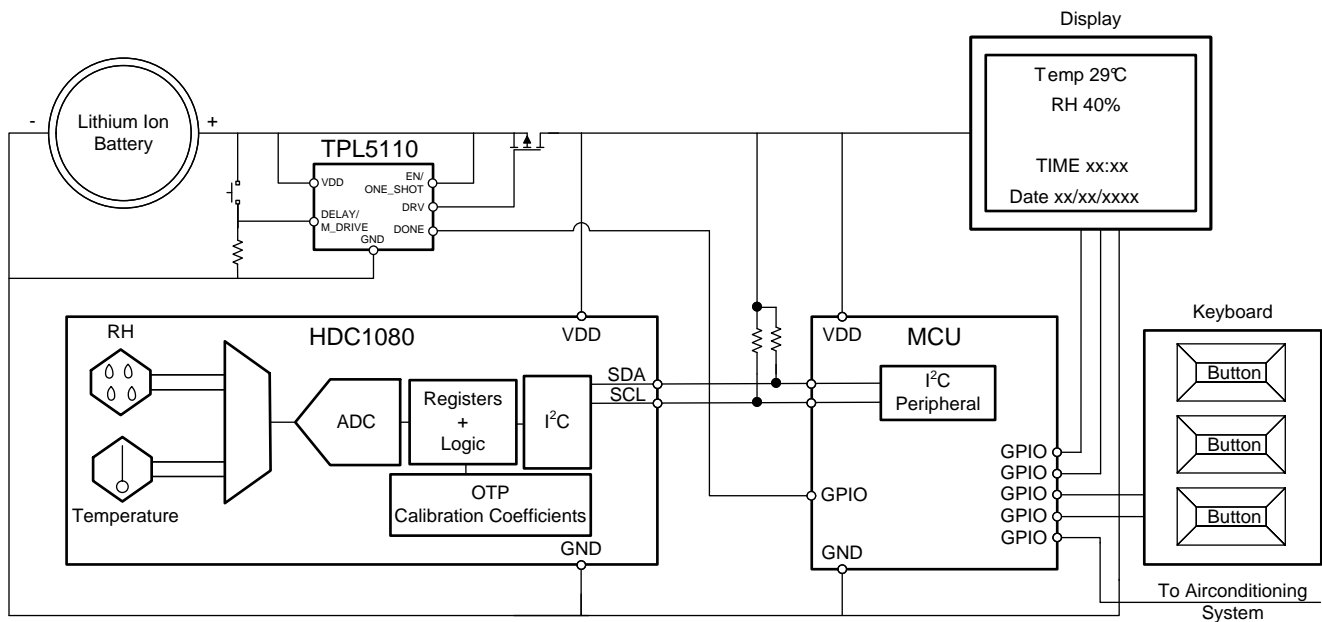 Display
Temp 29℃
RH 40%
TIME xx:xx
Date xx/xx/xxxx
-
Lithium Ion
Battery
+
TPL5110
VDD
EN/
ONE_SHOT
DRV
DELAY/
M_DRIVE
DONE
GND
RH
HDC1080
VDD
SDA
SCL
ADC
Registers
+
Logic
I²C
OTP
Calibration Coefficients
Temperature
GND
VDD
MCU
I²C
Peripheral
GPIO
GPIO
GPIO
GPIO
GPIO
GPIO
GND
Keyboard
Button
Button
Button
To Airconditioning
System